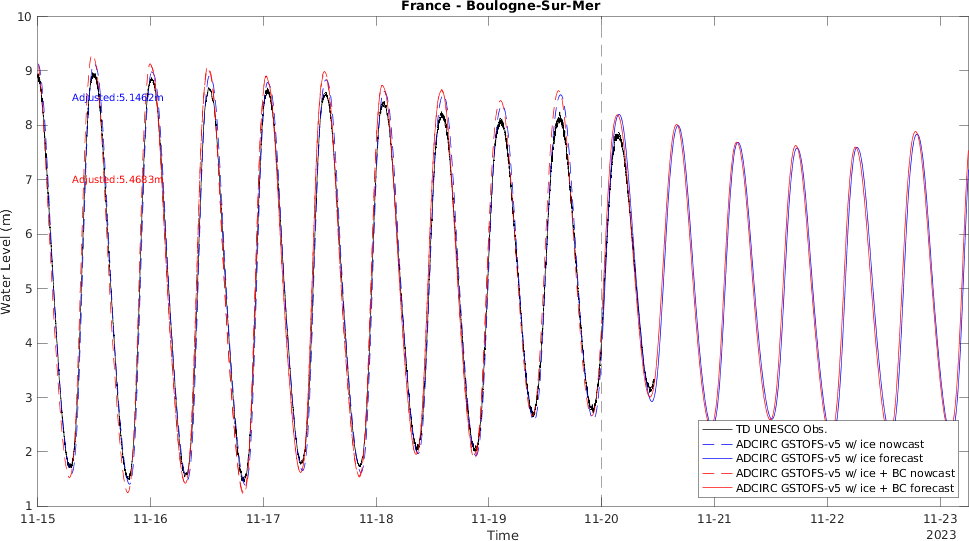 France - Boulogne-Sur-Mer
10
9
8
7
6
5
4
3
2
1
Water Level (m)
Adjusted:5.1462m
Adjusted:5.4633m
TD UNESCO Obs.
ADCIRC GSTOFS-v5 w/ ice nowcast
ADCIRC GSTOFS-v5 w/ ice forecast
ADCIRC GSTOFS-v5 w/ ice + BC nowcast
ADCIRC GSTOFS-v5 w/ ice + BC forecast
11-15 11-16 11-17 11-18 11-19 11-20 11-21 11-22 11-23
2023
Time